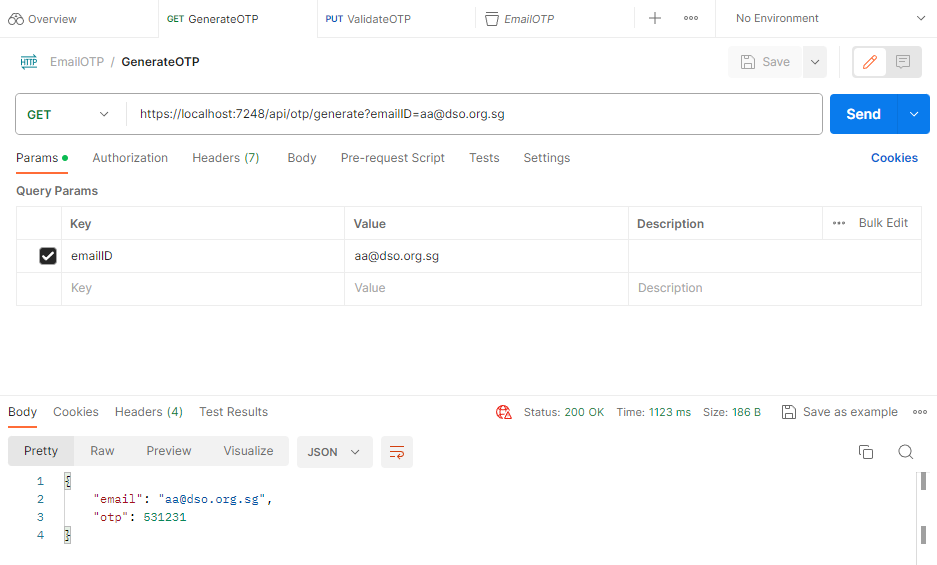 Overview GET GenerateOTP PUT ValidateOTP EmailOTP No Environment
HTTP EmailOTP / GenerateOTP Save
GET https://localhost:7248/api/otp/generate?emailID=aa@dso.org.sg Send
Params Authorization Headers (7) Body Pre-request Script Tests Settings Cookies
Query Params
Key Value Description Bulk Edit
emailID aa@dso.org.sg
Key Value Description
Body Cookies Headers (4) Test Results Status: 200 OK Time: 1123 ms Size: 186 B Save as example
Pretty Raw Preview Visualize JSON
1 {
2 "email": "aa@dso.org.sg",
3 "otp": 531231
4 }